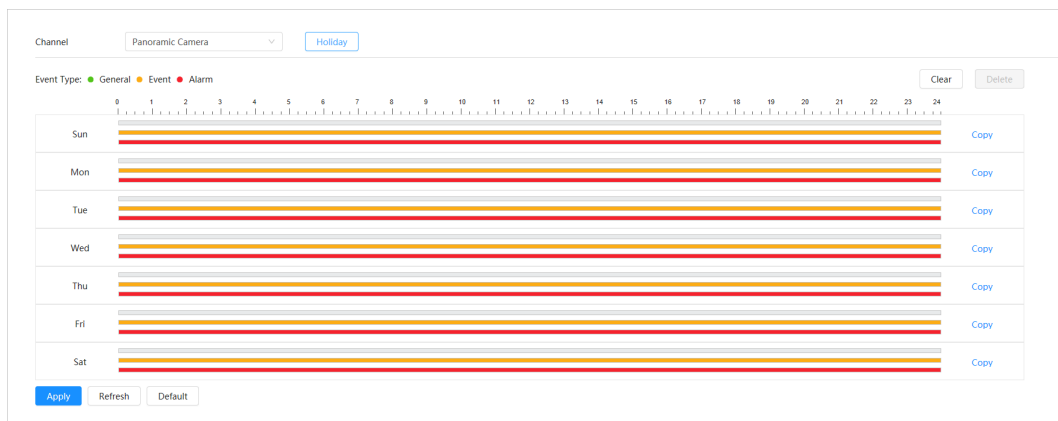 Channel Panoramic Camera Holiday
Event Type: General Event Alarm Clear Delete
0 1 2 3 4 5 6 7 8 9 10 11 12 13 14 15 16 17 18 19 20 21 22 23 24
Sun Copy
Mon Copy
Tue Copy
Wed Copy
Thu Copy
Fri Copy
Sat Copy
Apply Refresh Default